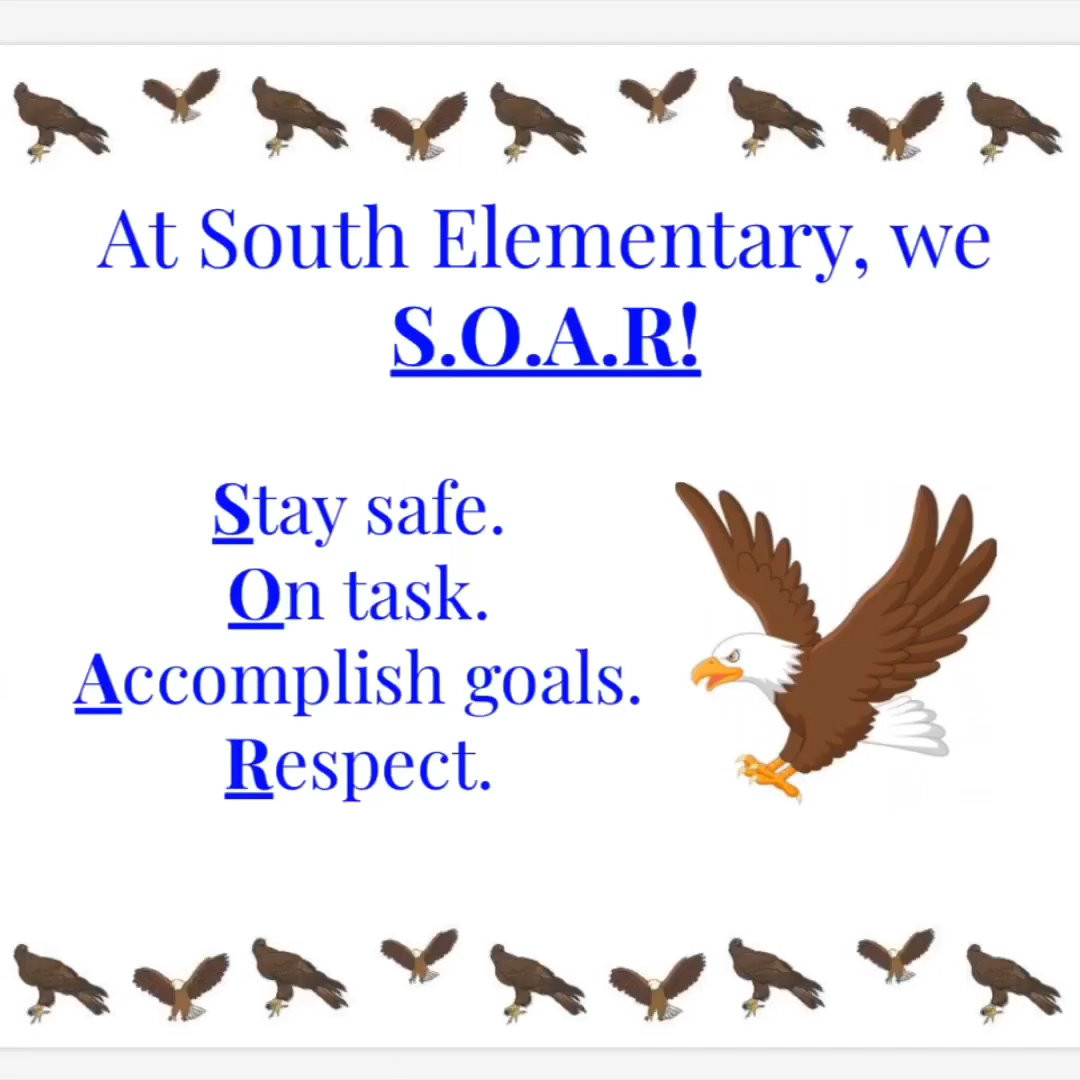 At South Elementary, we
S.O.A.R!
Stay safe.
On task.
Accomplish goals.
Respect.